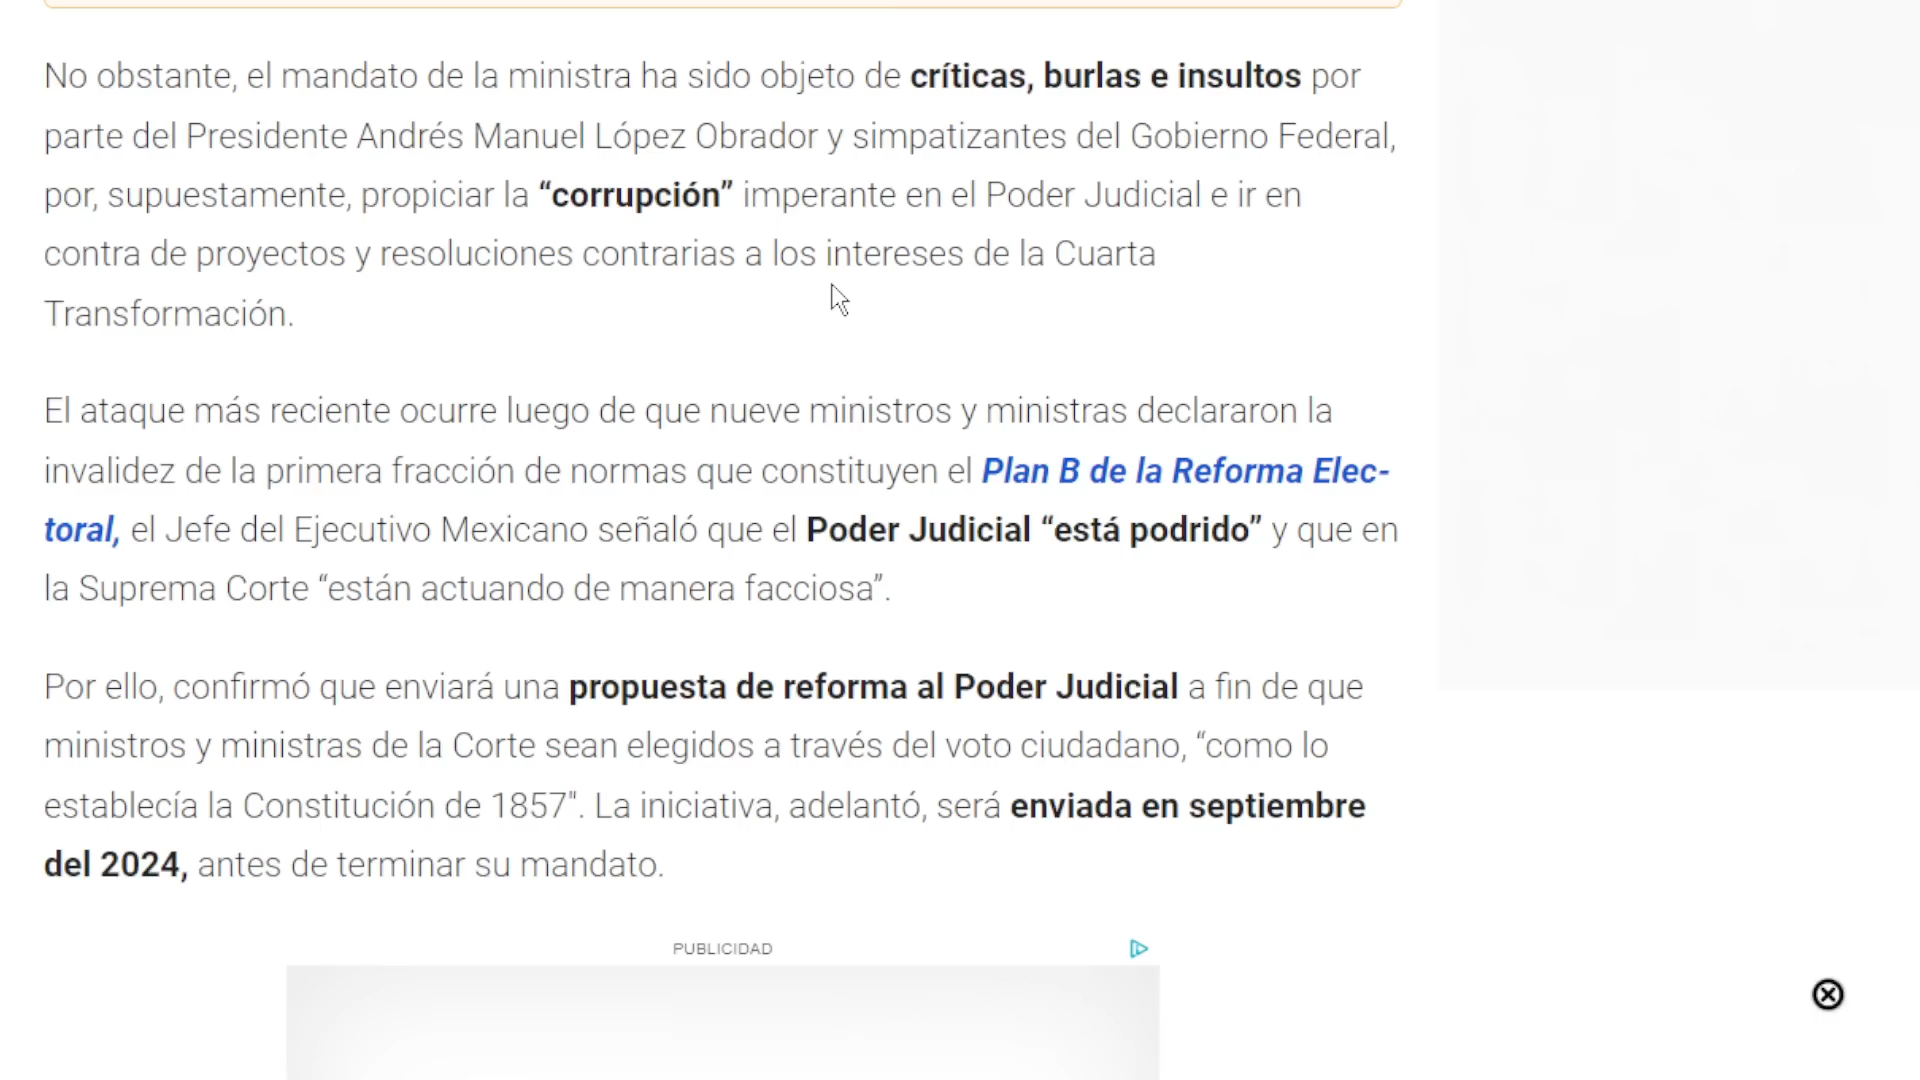 No obstante, el mandato de la ministra ha sido objeto de críticas, burlas e insultos por
parte del Presidente Andrés Manuel López Obrador y simpatizantes del Gobierno Federal,
por, supuestamente, propiciar la “corrupción” imperante en el Poder Judicial e ir en
contra de proyectos y resoluciones contrarias a los intereses de la Cuarta
Transformación.
El ataque más reciente ocurre luego de que nueve ministros y ministras declararon la
invalidez de la primera fracción de normas que constituyen el Plan B de la Reforma Elec-
toral, el Jefe del Ejecutivo Mexicano señaló que el Poder Judicial “está podrido” y que en
la Suprema Corte “están actuando de manera facciosa”.
Por ello, confirmó que enviará una propuesta de reforma al Poder Judicial a fin de que
ministros y ministras de la Corte sean elegidos a través del voto ciudadano, “como lo
establecía la Constitución de 1857". La iniciativa, adelantó, será enviada en septiembre
del 2024, antes de terminar su mandato.
PUBLICIDAD